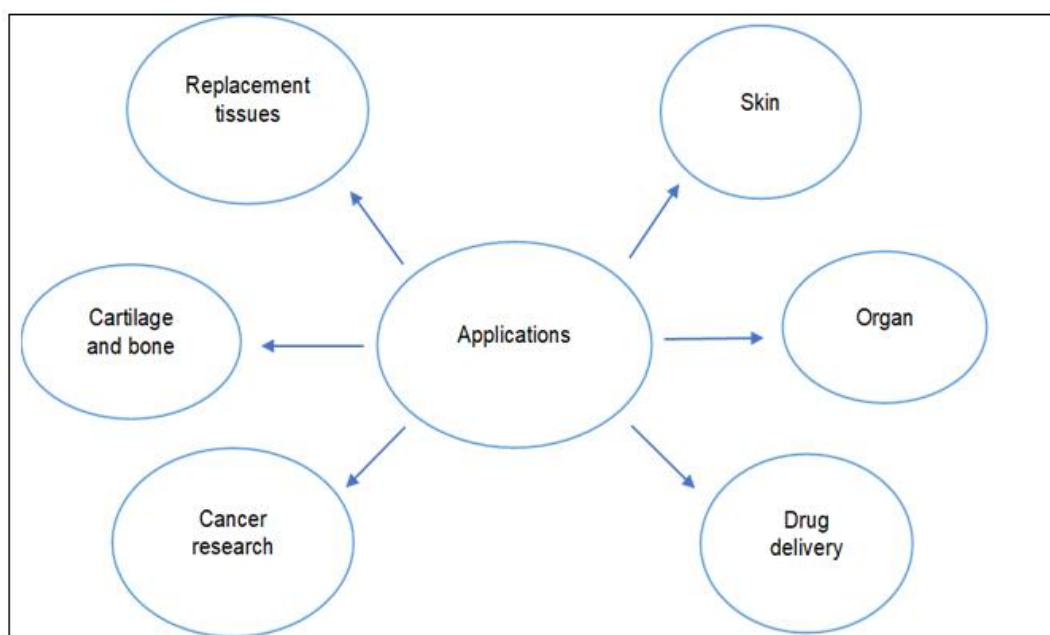 Replacement
tissues
Skin
Cartilage
and bone
Applications
Organ
Cancer
research
Drug
delivery